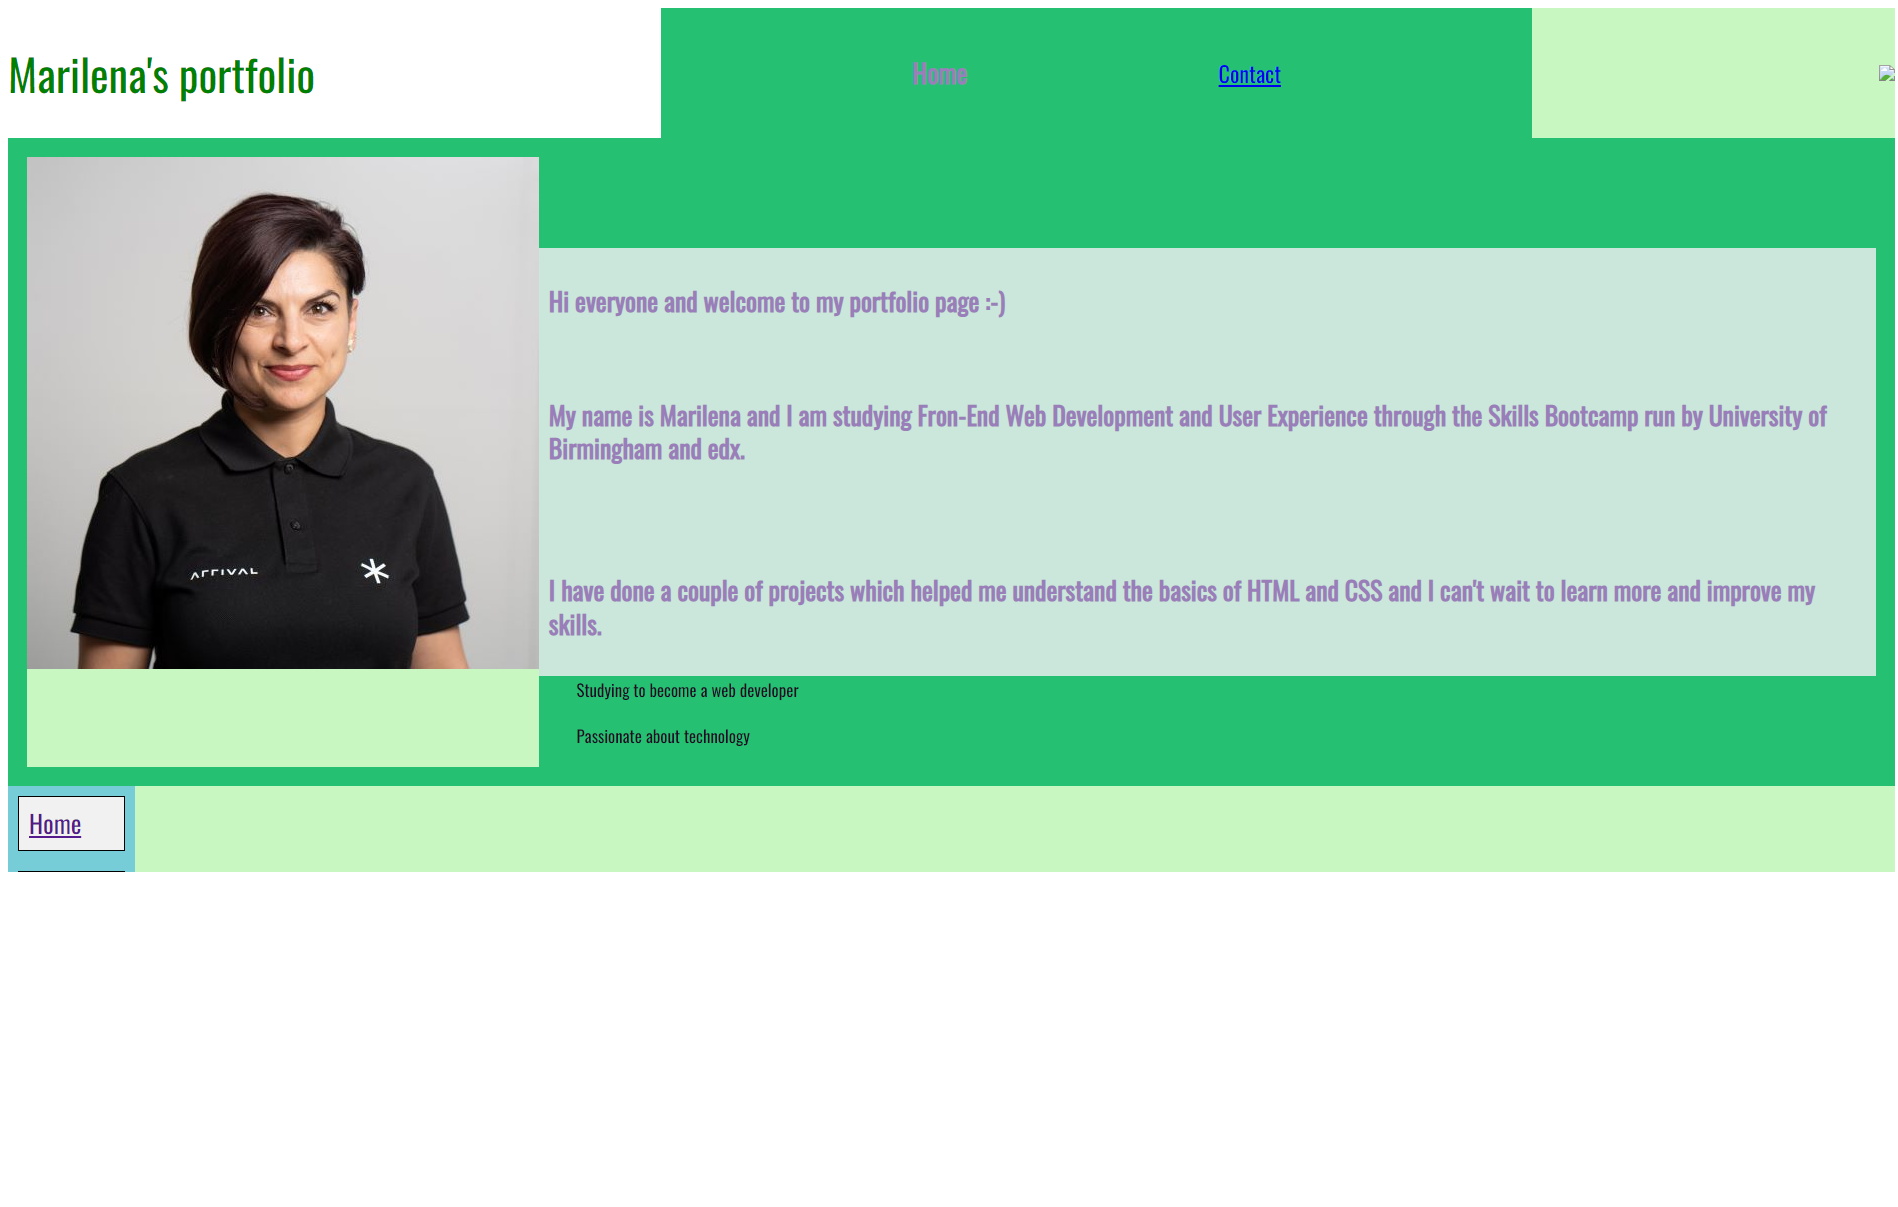 Marilena's portfolio
Home
Contact
Hi everyone and welcome to my portfolio page :-)
My name is Marilena and I am studying Fron-End Web Development and User Experience through the Skills Bootcamp run by University of
Birmingham and edx.
I have done a couple of projects which helped me understand the basics of HTML and CSS and I can't wait to learn more and improve my
skills.
ARRIVAL
Studying to become a web developer
Passionate about technology
Home